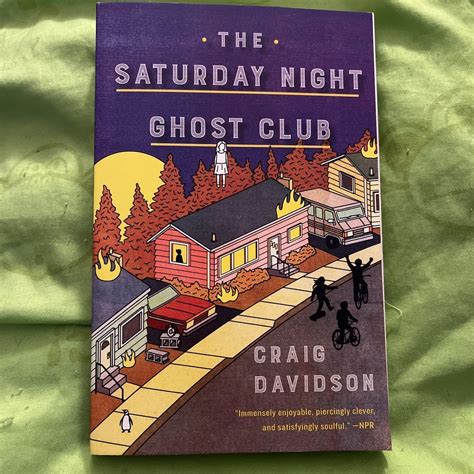 · THE ·
SATURDAY NIGHT
GHOST CLUB
CRAIG
DAVIDSON
"Immensely enjoyable, piercingly clever,
and satisfyingly soulful." —NPR